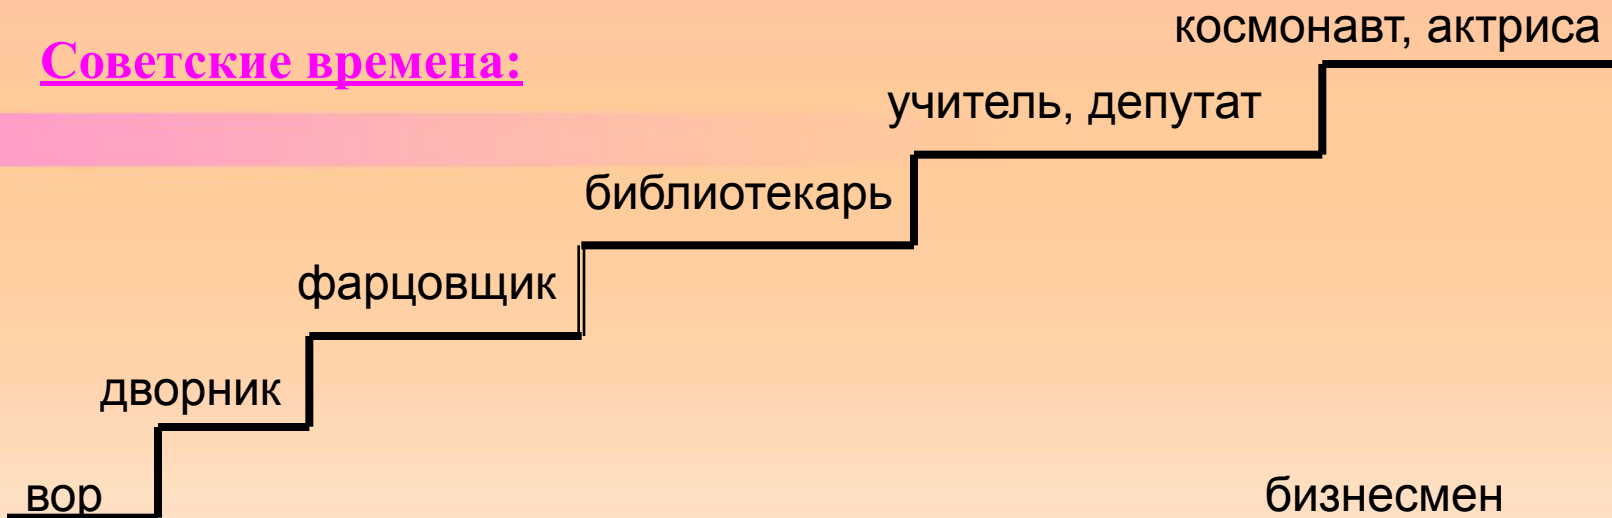 космонавт, актриса
Советские времена:
учитель, депутат
библиотекарь
фарцовщик
дворник
вор
бизнесмен